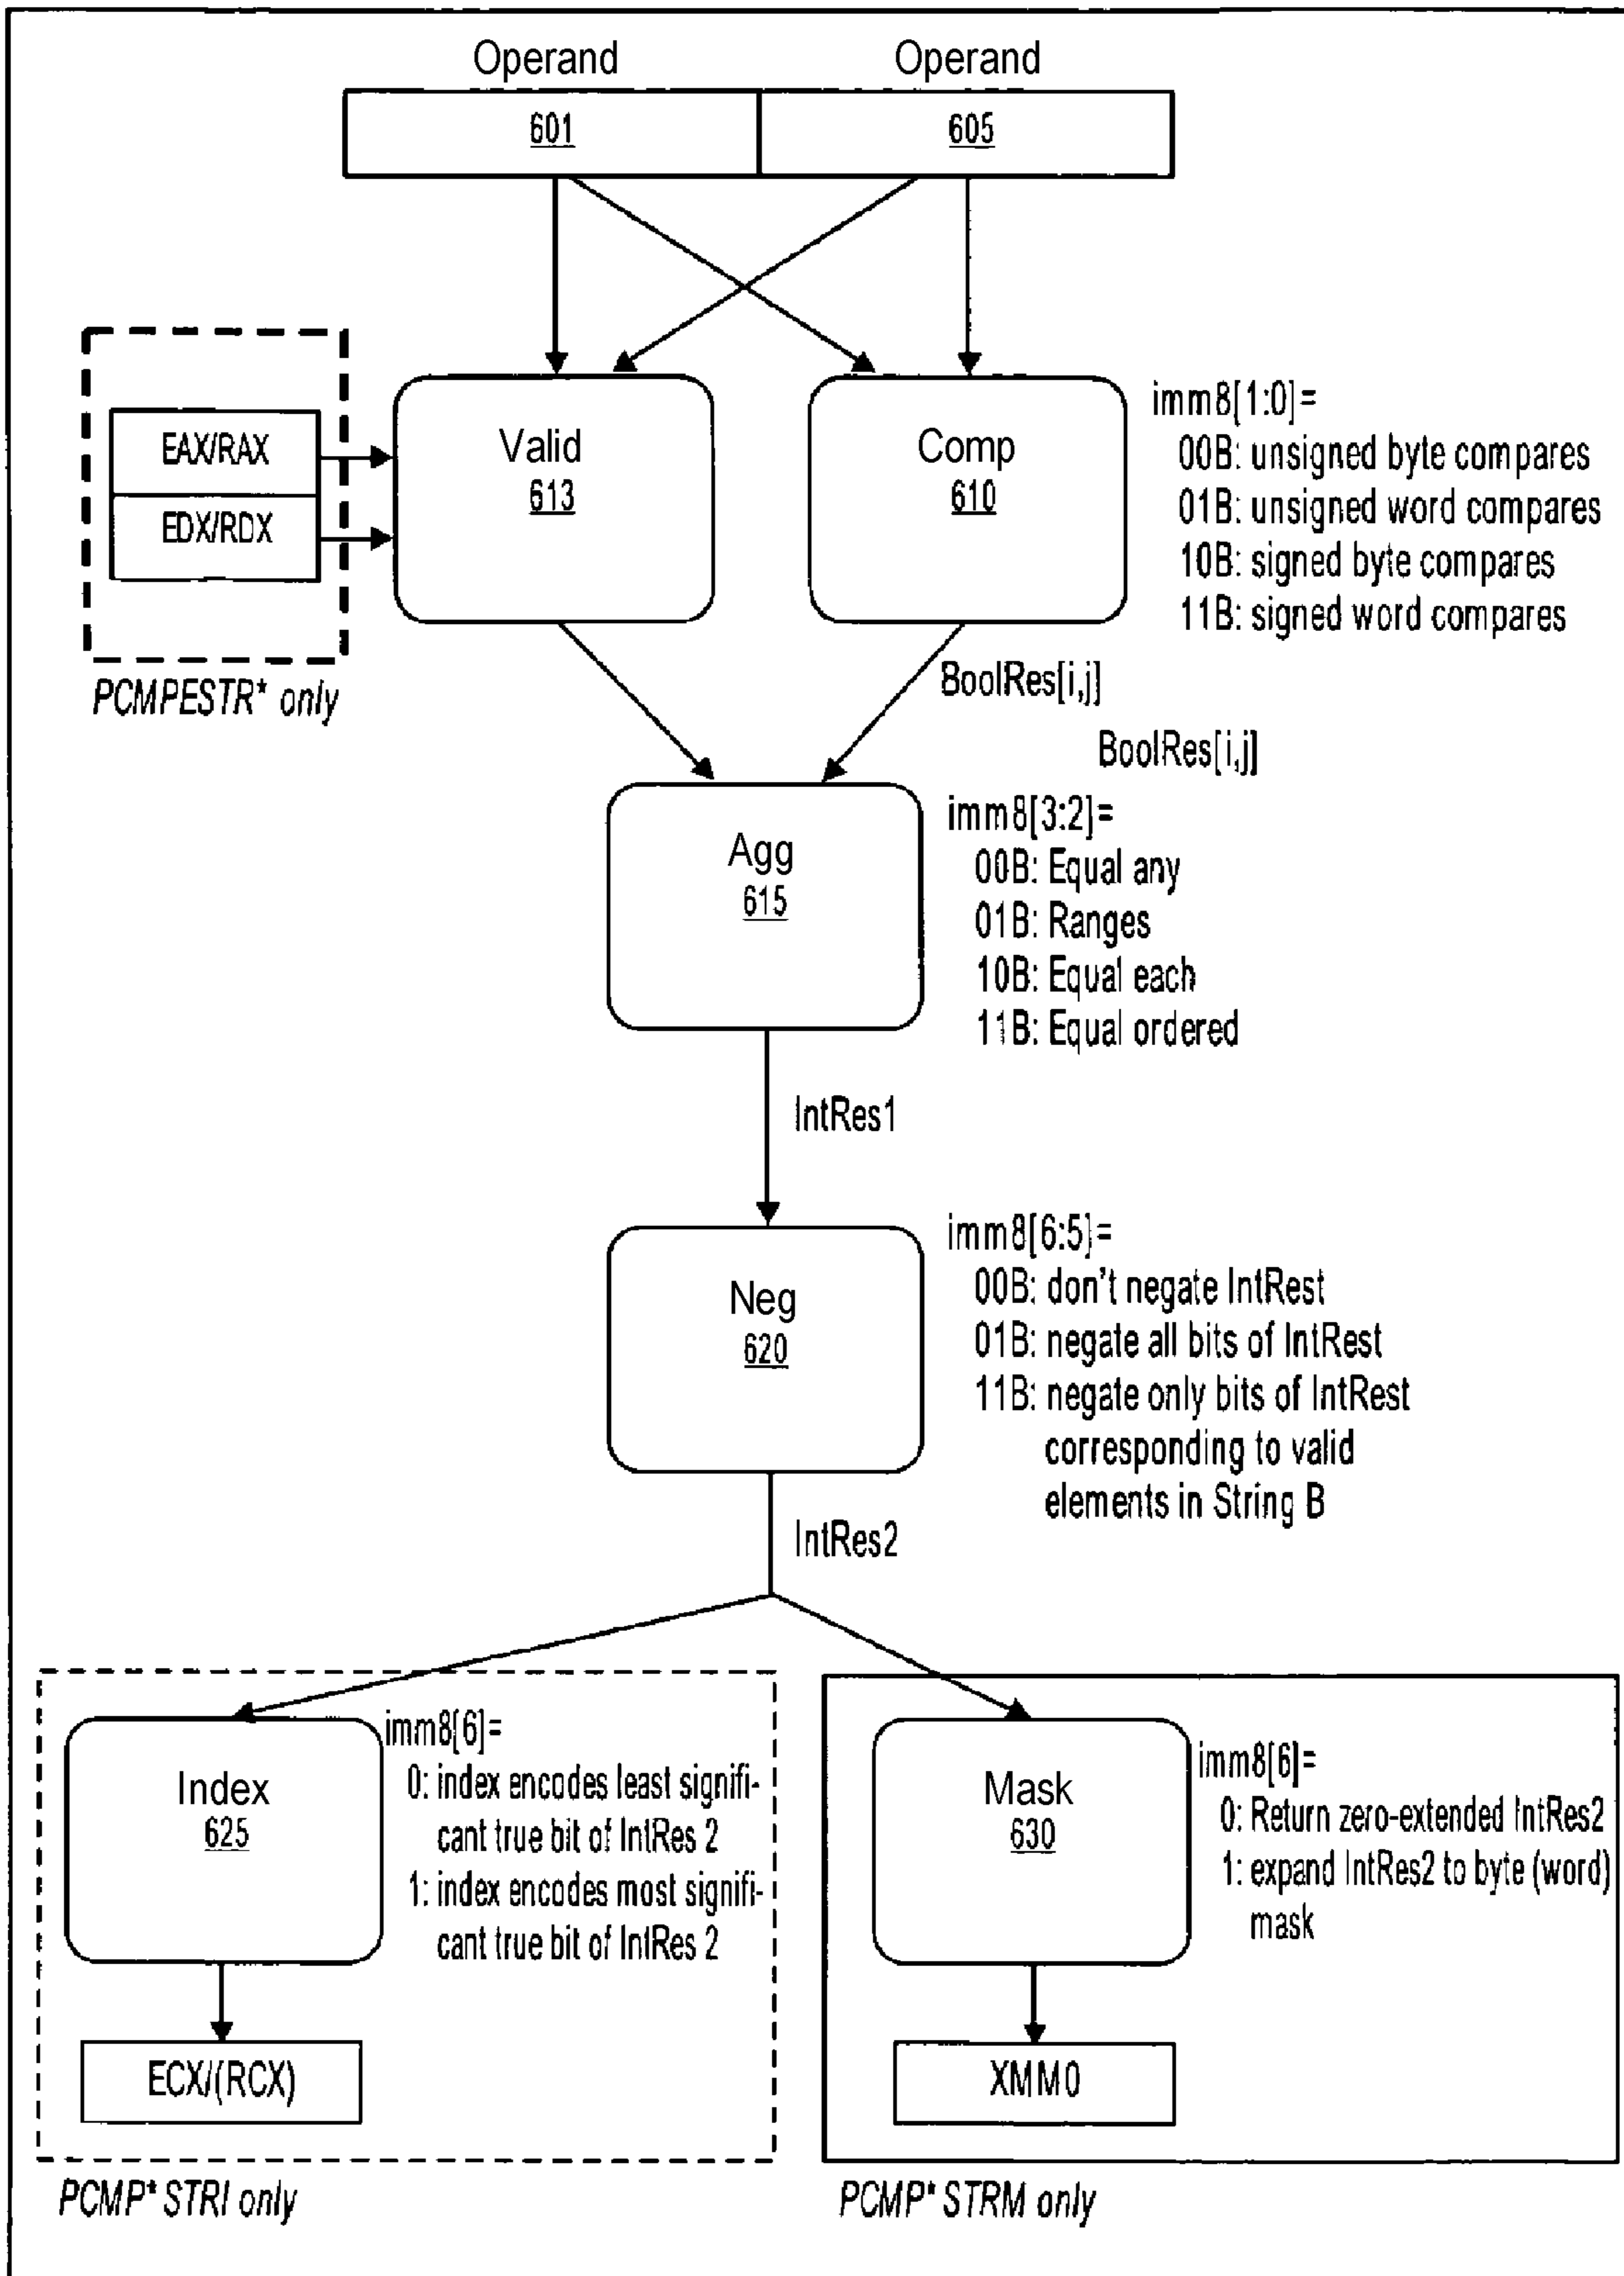 Operand
Operand
601
605
EAX/RAX
EDX/RDX
PCMPESTR* only
Valid
613
Comp
610
imm8[1:0]=
00B: unsigned byte compares
01B: unsigned word compares
10B: signed byte compares
11B: signed word compares
BoolRes[i,j]
BoolRes[i,j]
Agg
615
imm8[3:2]=
00B: Equal any
01B: Ranges
10B: Equal each
11B: Equal ordered
IntRes1
Neg
620
imm8[6:5]=
00B: don't negate IntRest
01B: negate all bits of IntRest
11B: negate only bits of IntRest
corresponding to valid
elements in String B
IntRes2
Index
625
imm8[6]=
0: index encodes least signifi-
cant true bit of IntRes 2
1: index encodes most signifi-
cant true bit of IntRes 2
ECX/(RCX)
PCMP* STRI only
Mask
630
imm8[6]=
0: Return zero-extended IntRes2
1: expand IntRes2 to byte (word)
mask
XMM0
PCMP* STRM only